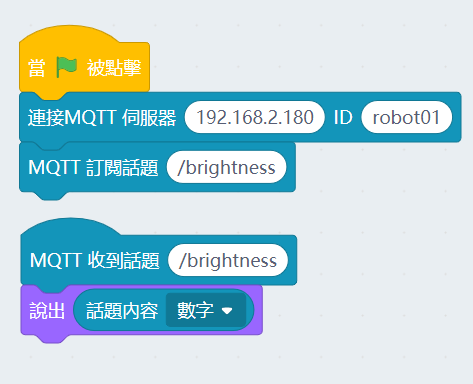 當 被點擊
連接MQTT 伺服器 192.168.2.180 ID robot01
MQTT 訂閱話題 /brightness
MQTT 收到話題 /brightness
說出 話題內容 數字